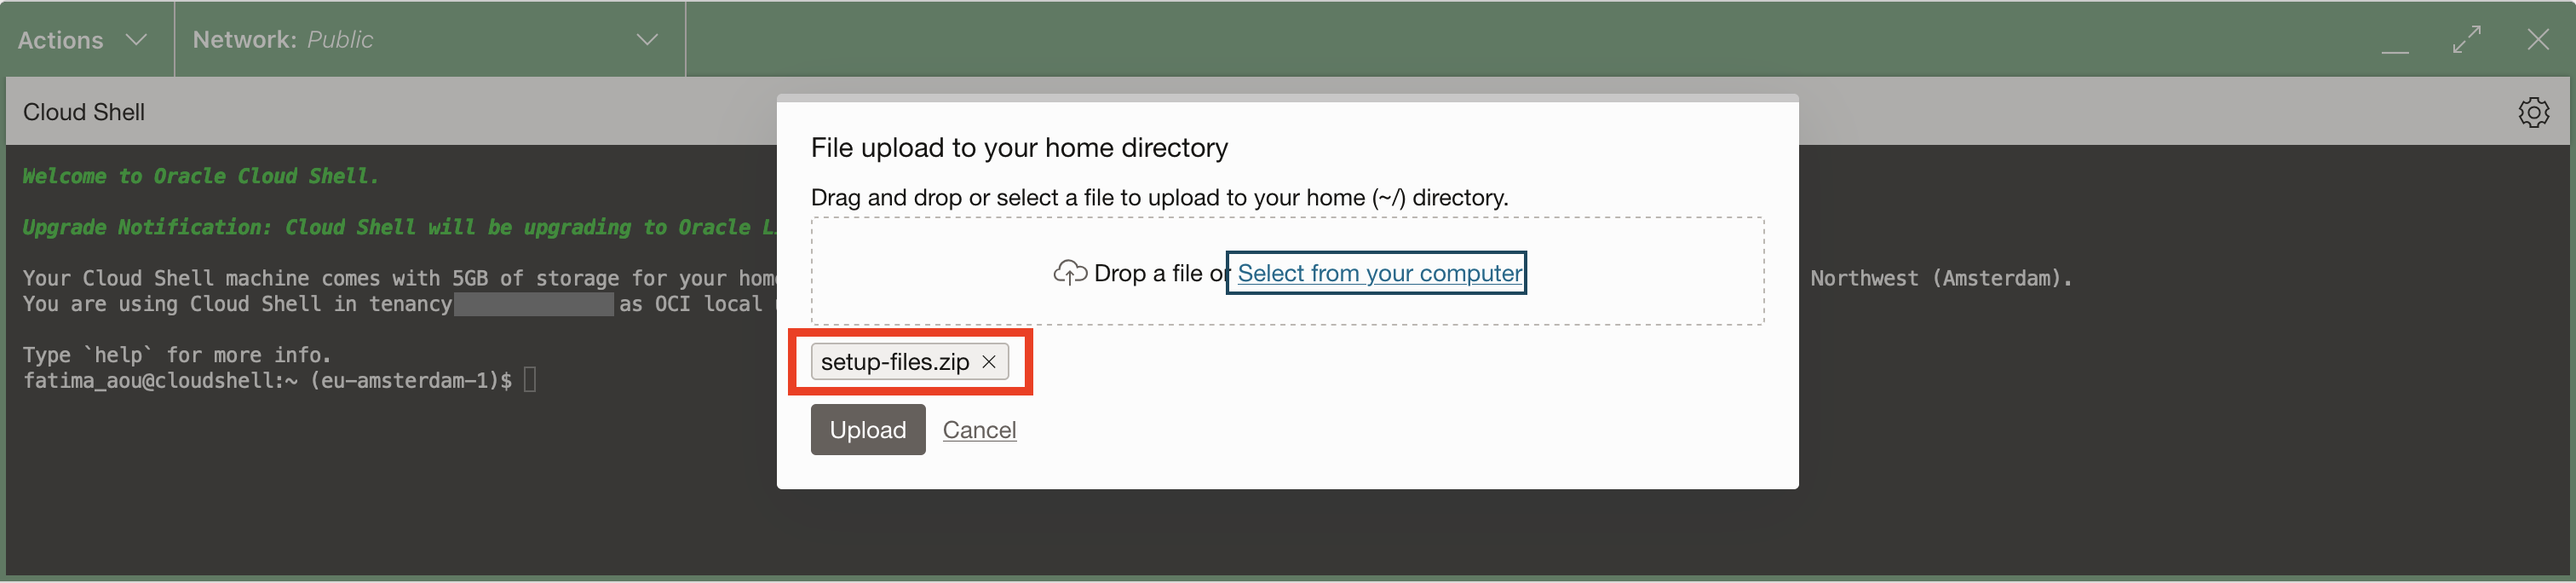 Actions
Network: Public
Cloud Shell
Welcome to Oracle Cloud Shell.
Upgrade Notification: Cloud Shell will be upgrading to Oracle
Your Cloud Shell machine comes with 5GB of storage for your Northwest (Amsterdam).
You are using Cloud Shell in tenancy as OCI local
Type `help` for more info.
fatima_aou@cloudshell:~ (eu-amsterdam-1)$
File upload to your home directory
Drag and drop or select a file to upload to your home (~/) directory.
Drop a file or Select from your computer
setup-files.zip
Upload Cancel